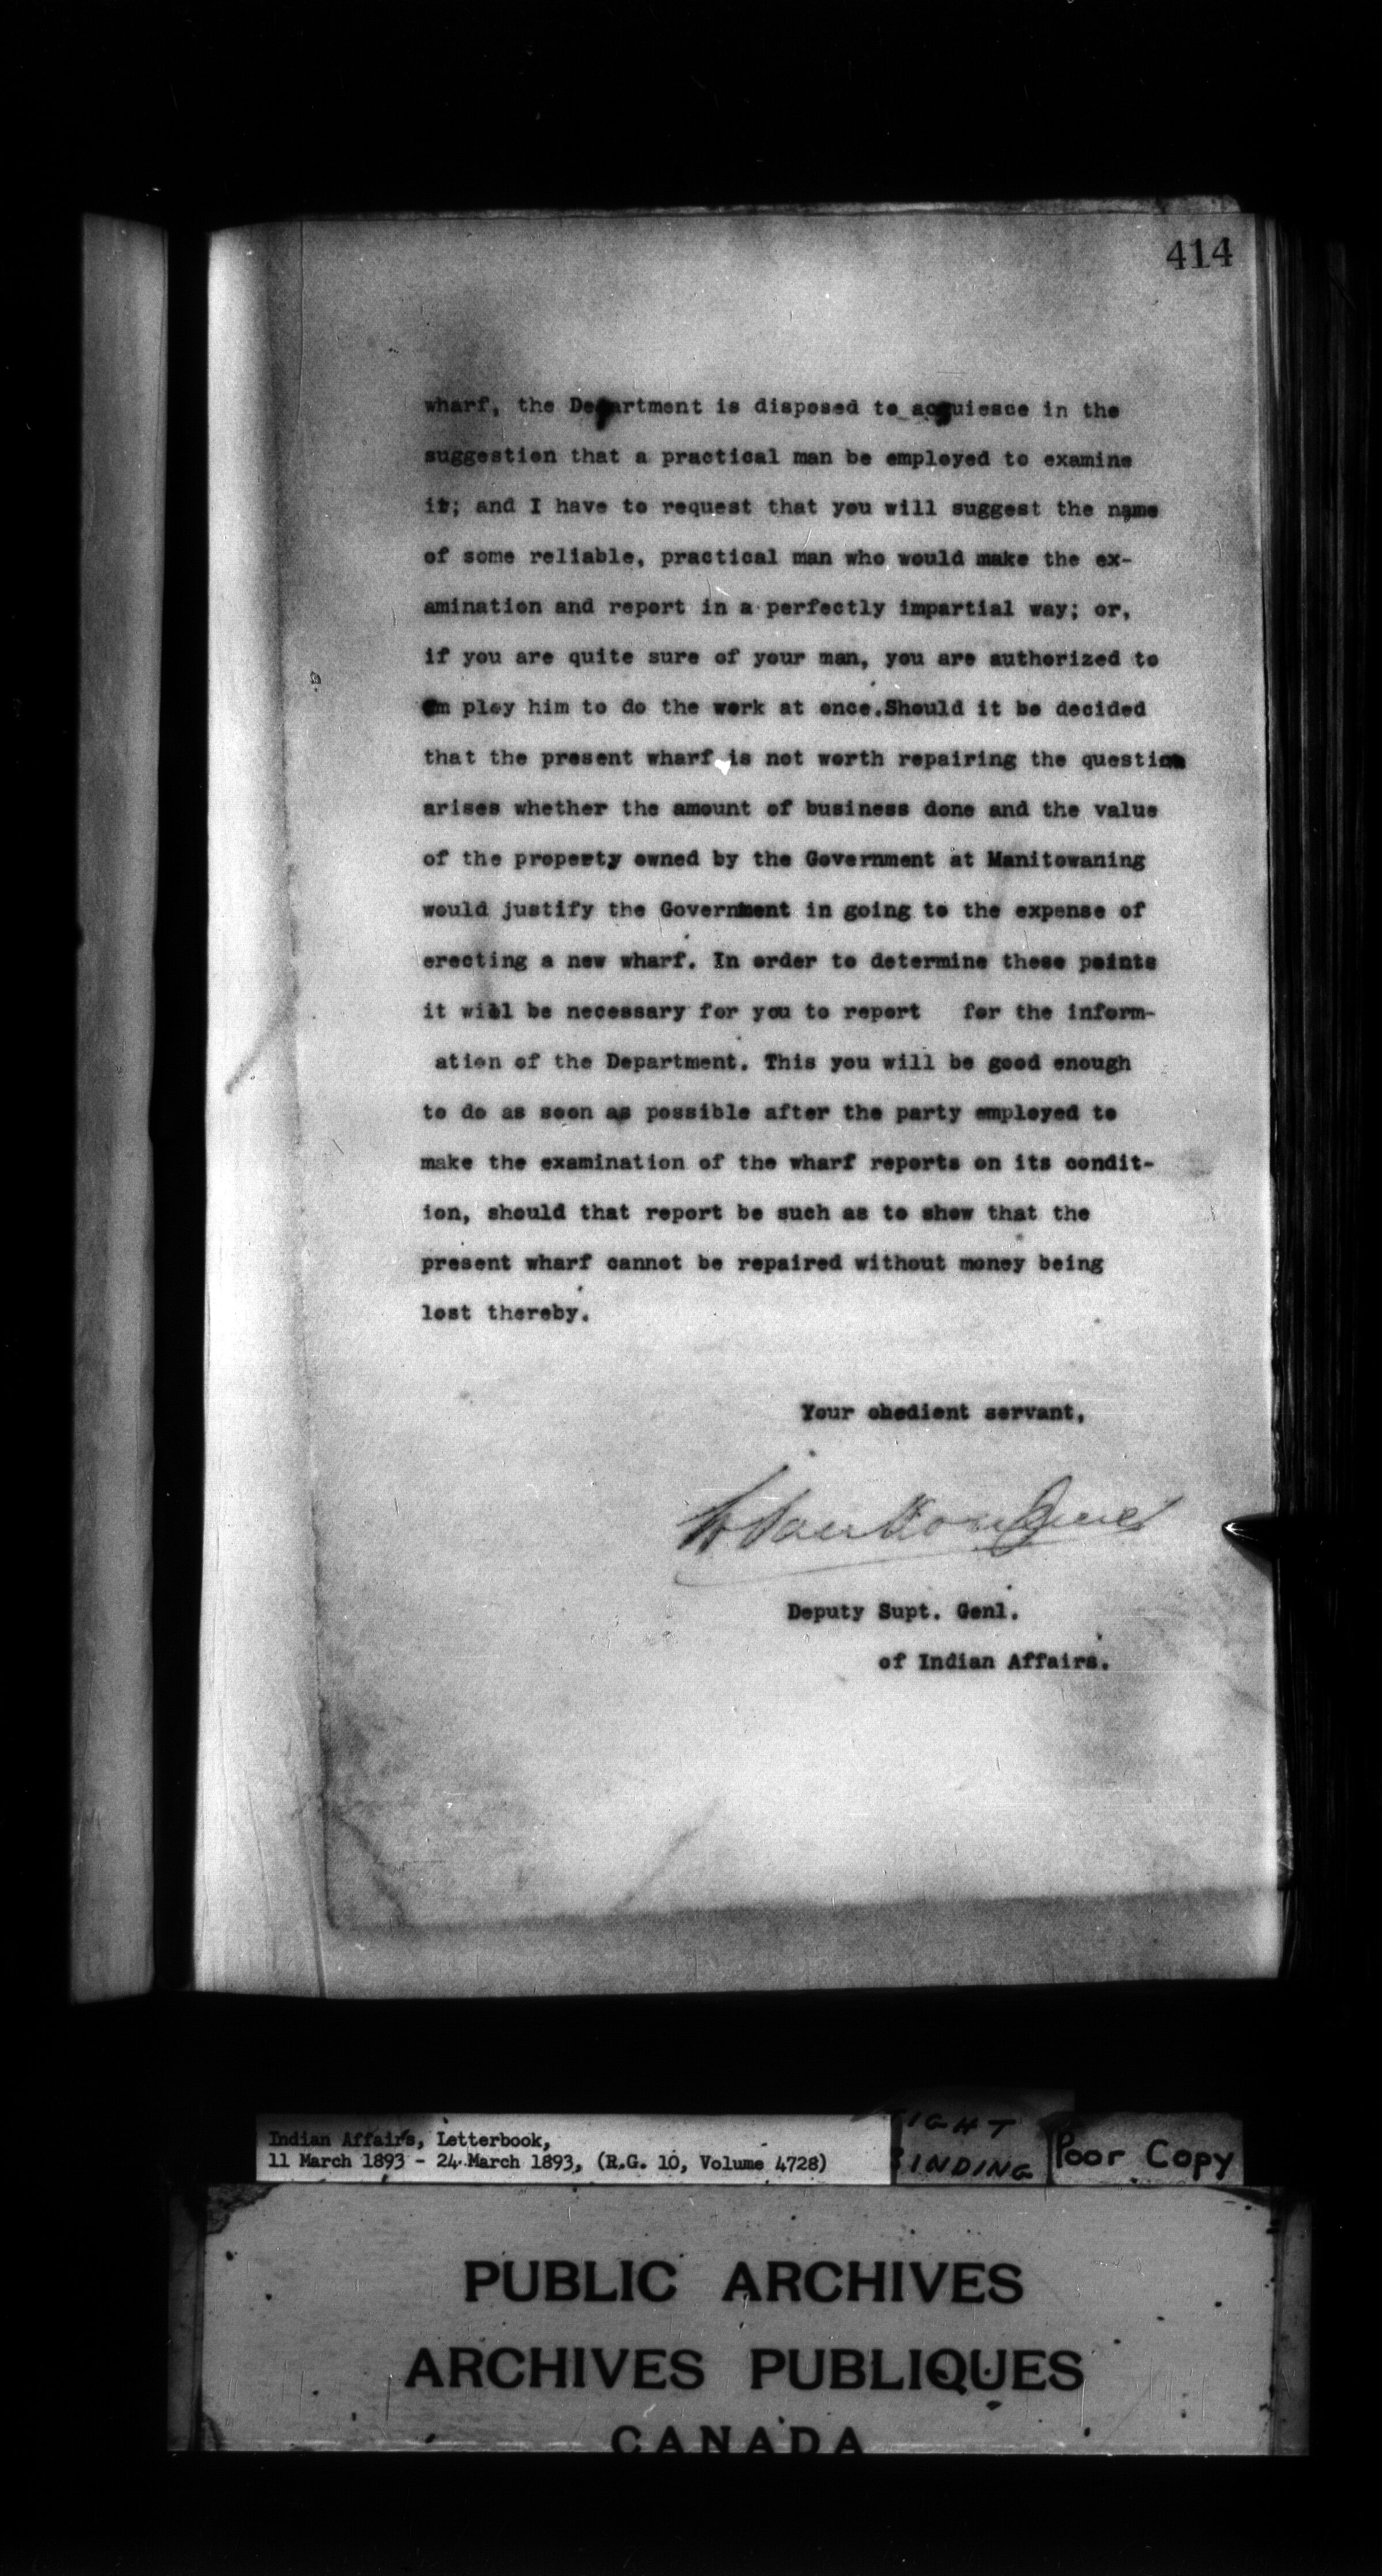 414
wharf, the Department is disposed to acquiesce in the
suggestion that a practical man be employed to examine
it; and I have to request that you will suggest the name
of some reliable, practical man who would make the ex-
amination and report in a perfectly impartial way; or,
if you are quite sure of your man, you are authorized to
em ploy him to do the work at once.Should it be decided
that the present wharf is not worth repairing the question
arises whether the amount of business done and the value
of the property owned by the Government at Manitowaning
would justify the Government in going to the expense of
erecting a new wharf. In order to determine these points
it will be necessary for you to report for the inform-
ation of the Department. This you will be good enough
to do as soon as possible after the party employed to
make the examination of the wharf reports on its condit-
ion, should that report be such as to show that the
present wharf cannot be repaired without money being
lost thereby.
Your obedient servant,
Deputy Supt. Genl.
of Indian Affairs.
Indian Affairs, Letterbook,
11 March 1893 - 24 March 1893, (R.G. 10, Volume 4728)
IGHT
BINDING
Poor Copy
PUBLIC ARCHIVES
ARCHIVES PUBLIQUES
CANADA